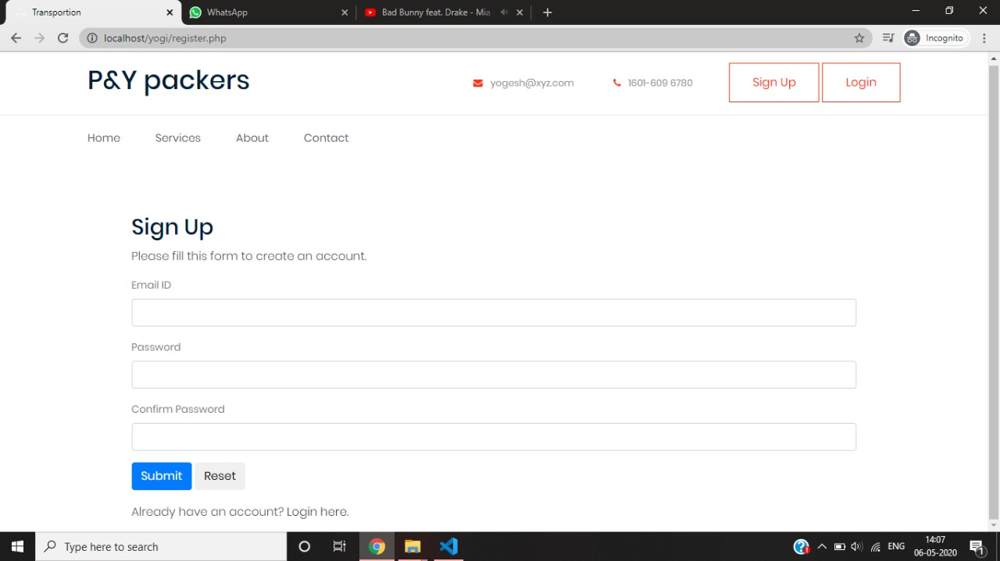 Transportion
WhatsApp
Bad Bunny feat. Drake - Mia
localhost/yogi/register.php
Incognito
P&Y packers
yogesh@xyz.com
1601-609 6780
Sign Up
Login
Home
Services
About
Contact
Sign Up
Please fill this form to create an account.
Email ID
Password
Confirm Password
Submit
Reset
Already have an account? Login here.
Type here to search
ENG
14:07
06-05-2020
1